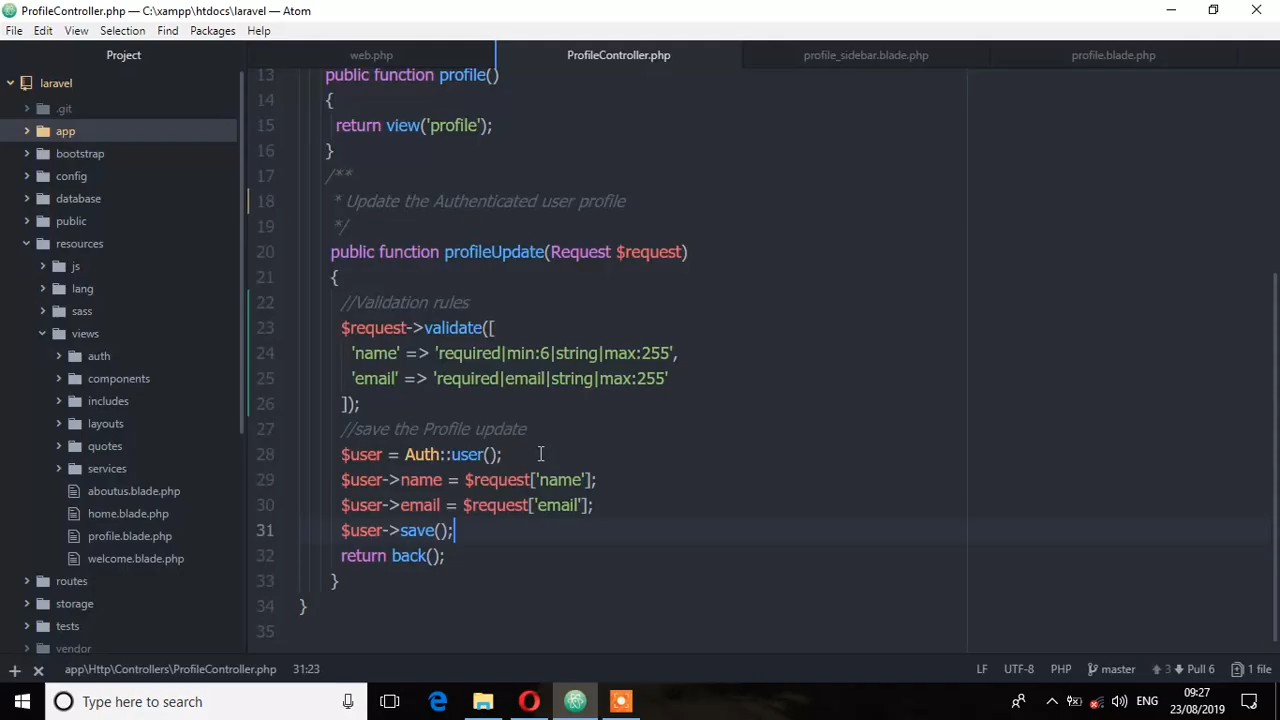 ProfileController.php — C:\xampp\htdocs\laravel — Atom
File Edit View Selection Find Packages Help
Project
web.php
ProfileController.php
profile_sidebar.blade.php
profile.blade.php
laravel
.git
app
bootstrap
config
database
public
resources
js
lang
sass
views
auth
components
includes
layouts
quotes
services
aboutus.blade.php
home.blade.php
profile.blade.php
welcome.blade.php
routes
storage
tests
vendor
13 public function profile()
14 {
15 return view('profile');
16 }
17 /**
18 * Update the Authenticated user profile
19 */
20 public function profileUpdate(Request $request)
21 {
22 //Validation rules
23 $request->validate([
24 'name' => 'required|min:6|string|max:255',
25 'email' => 'required|email|string|max:255'
26 ]);
27 //save the Profile update
28 $user = Auth::user();
29 $user->name = $request['name'];
30 $user->email = $request['email'];
31 $user->save();
32 return back();
33 }
34 }
35
app\Http\Controllers\ProfileController.php 31:23 LF UTF-8 PHP master 3 Pull 6 1 file
Type here to search
ENG
09:27
23/08/2019